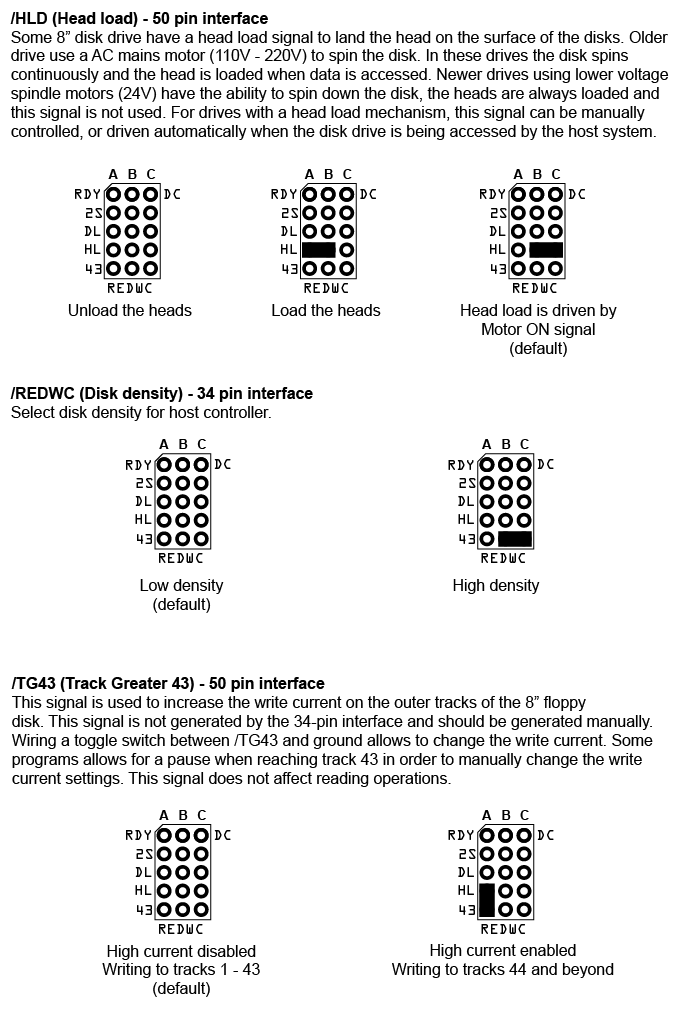 /HLD (Head load) - 50 pin interface
Some 8” disk drive have a head load signal to land the head on the surface of the disks. Older
drive use a AC mains motor (110V - 220V) to spin the disk. In these drives the disk spins
continuously and the head is loaded when data is accessed. Newer drives using lower voltage
spindle motors (24V) have the ability to spin down the disk, the heads are always loaded and
this signal is not used. For drives with a head load mechanism, this signal can be manually
controlled, or driven automatically when the disk drive is being accessed by the host system.
A B C
RDY DC
2S
DL
HL
43
REDWC
Unload the heads
A B C
RDY DC
2S
DL
HL
43
REDWC
Load the heads
A B C
RDY DC
2S
DL
HL
43
REDWC
Head load is driven by
Motor ON signal
(default)
/REDWC (Disk density) - 34 pin interface
Select disk density for host controller.
A B C
RDY DC
2S
DL
HL
43
REDWC
Low density
(default)
A B C
RDY DC
2S
DL
HL
43
REDWC
High density
/TG43 (Track Greater 43) - 50 pin interface
This signal is used to increase the write current on the outer tracks of the 8” floppy
disk. This signal is not generated by the 34-pin interface and should be generated manually.
Wiring a toggle switch between /TG43 and ground allows to change the write current. Some
programs allows for a pause when reaching track 43 in order to manually change the write
current settings. This signal does not affect reading operations.
A B C
RDY DC
2S
DL
HL
43
REDWC
High current disabled
Writing to tracks 1 - 43
(default)
A B C
RDY DC
2S
DL
HL
43
REDWC
High current enabled
Writing to tracks 44 and beyond